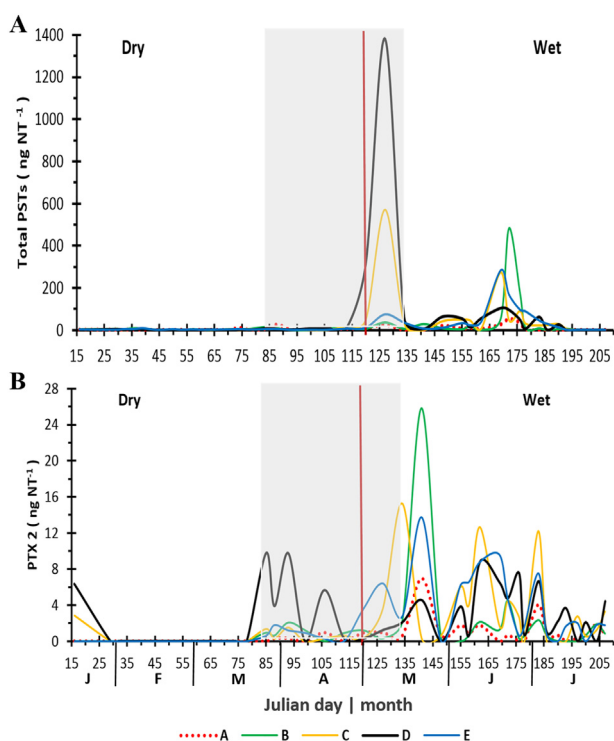 A
Dry
Wet
Total PSTs ( ng NT⁻¹)
1400
1200
1000
800
600
400
200
0
15 25 35 45 55 65 75 85 95 105 115 125 135 145 155 165 175 185 195 205
B
Dry
Wet
PTX 2 ( ng NT⁻¹)
28
24
20
16
12
8
4
0
15 25 35 45 55 65 75 85 95 105 115 125 135 145 155 165 175 185 195 205
J F M A M J J
Julian day | month
A B C D E